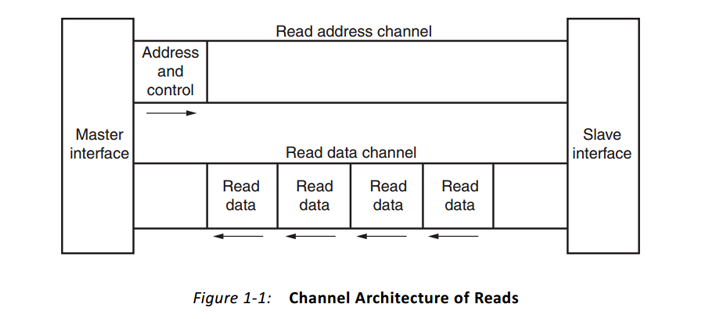 Read address channel
Address
and
control
Master
interface
Slave
interface
Read data channel
Read
data
Read
data
Read
data
Read
data
Figure 1-1: Channel Architecture of Reads